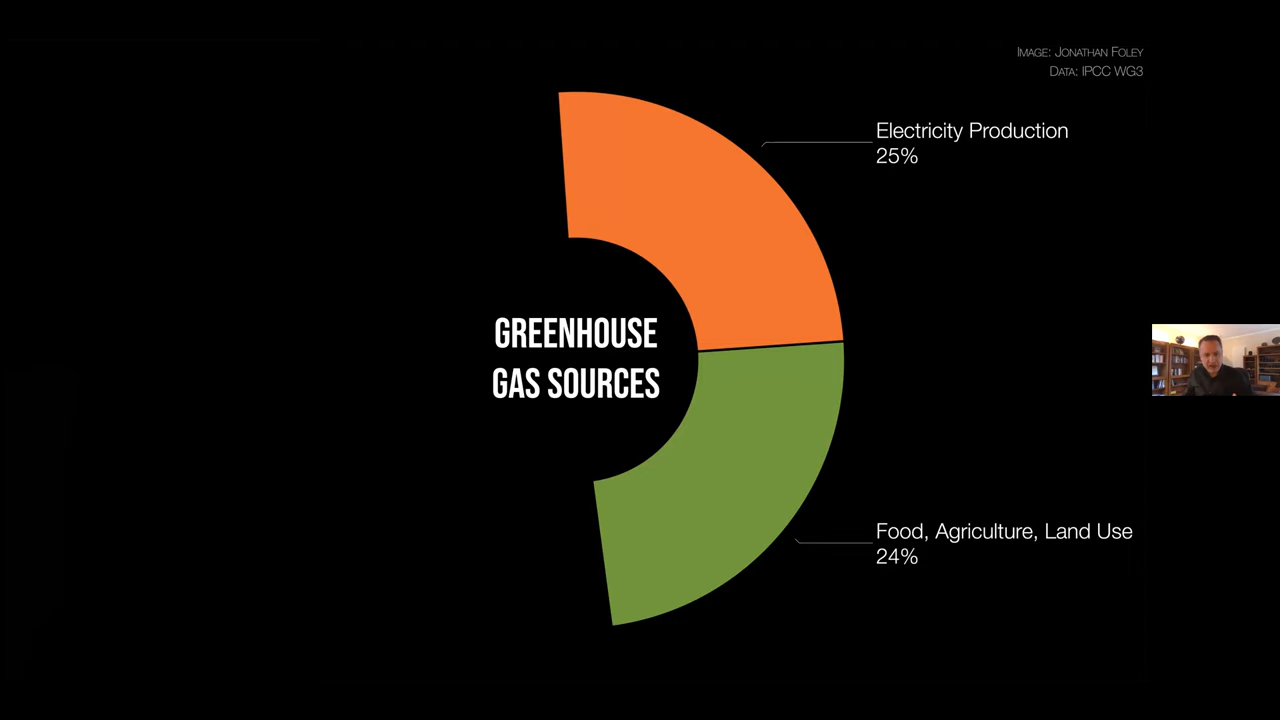 IMAGE: JONATHAN FOLEY
DATA: IPCC WG3
Electricity Production
25%
GREENHOUSE
GAS SOURCES
Food, Agriculture, Land Use
24%